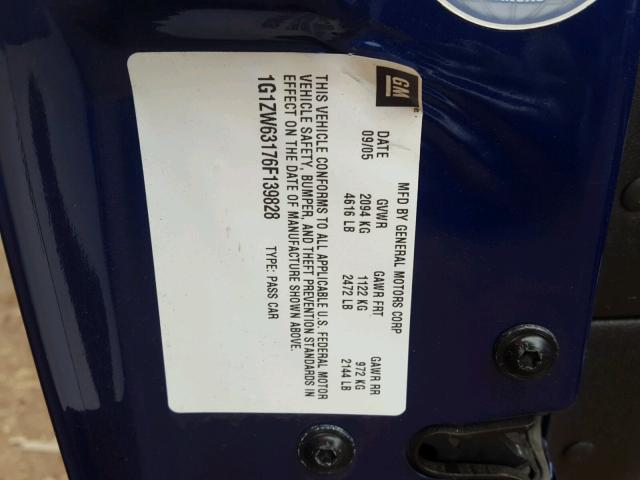 GM
MFD BY GENERAL MOTORS CORP
DATE GVWR GAWR FRT GAWR RR
09/05 2094 KG 1122 KG 972 KG
4616 LB 2472 LB 2144 LB
THIS VEHICLE CONFORMS TO ALL APPLICABLE U.S. FEDERAL MOTOR
VEHICLE SAFETY, BUMPER, AND THEFT PREVENTION STANDARDS IN
EFFECT ON THE DATE OF MANUFACTURE SHOWN ABOVE.
1G1ZW63176F139828 TYPE: PASS CAR